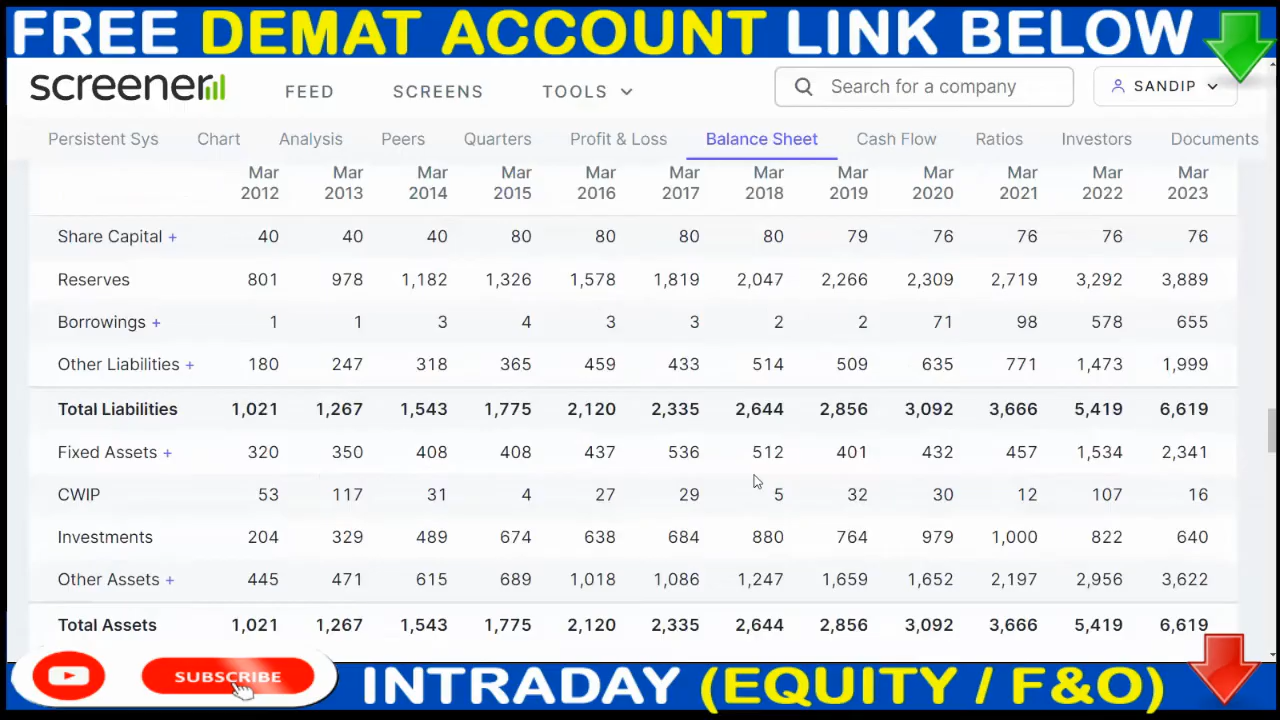 FREE DEMAT ACCOUNT LINK BELOW
screener FEED SCREENS TOOLS Search for a company SANDIP
Persistent Sys Chart Analysis Peers Quarters Profit & Loss Balance Sheet Cash Flow Ratios Investors Documents
Mar Mar Mar Mar Mar Mar Mar Mar Mar Mar Mar Mar
2012 2013 2014 2015 2016 2017 2018 2019 2020 2021 2022 2023
Share Capital + 40 40 40 80 80 80 80 79 76 76 76 76
Reserves 801 978 1,182 1,326 1,578 1,819 2,047 2,266 2,309 2,719 3,292 3,889
Borrowings + 1 1 3 4 3 3 2 2 71 98 578 655
Other Liabilities + 180 247 318 365 459 433 514 509 635 771 1,473 1,999
Total Liabilities 1,021 1,267 1,543 1,775 2,120 2,335 2,644 2,856 3,092 3,666 5,419 6,619
Fixed Assets + 320 350 408 408 437 536 512 401 432 457 1,534 2,341
CWIP 53 117 31 4 27 29 5 32 30 12 107 16
Investments 204 329 489 674 638 684 880 764 979 1,000 822 640
Other Assets + 445 471 615 689 1,018 1,086 1,247 1,659 1,652 2,197 2,956 3,622
Total Assets 1,021 1,267 1,543 1,775 2,120 2,335 2,644 2,856 3,092 3,666 5,419 6,619
SUBSCRIBE INTRADAY (EQUITY / F&O)